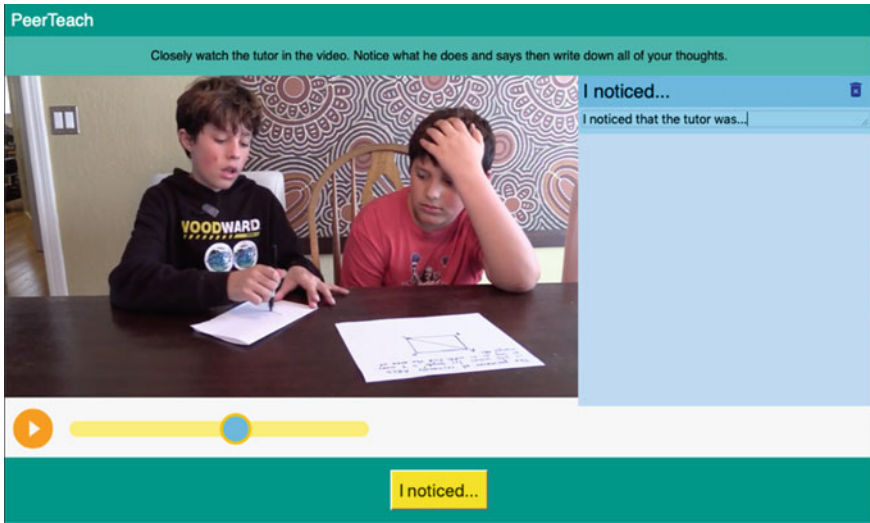 PeerTeach
Closely watch the tutor in the video. Notice what he does and says then write down all of your thoughts.
I noticed...
I noticed that the tutor was...
WOODWARD
I noticed...